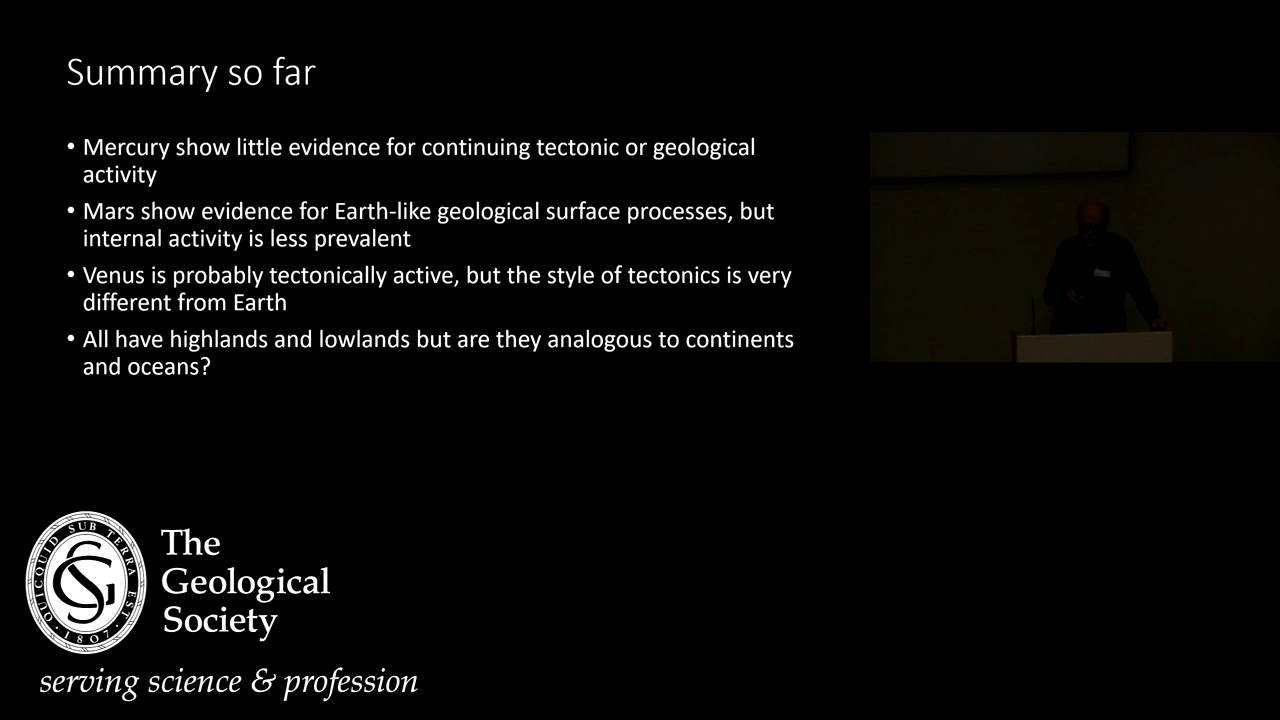 Summary so far
• Mercury show little evidence for continuing tectonic or geological
activity
• Mars show evidence for Earth-like geological surface processes, but
internal activity is less prevalent
• Venus is probably tectonically active, but the style of tectonics is very
different from Earth
• All have highlands and lowlands but are they analogous to continents
and oceans?
QUICQUID SUB TERRA EST
· 1807 ·
GS
The
Geological
Society
serving science & profession